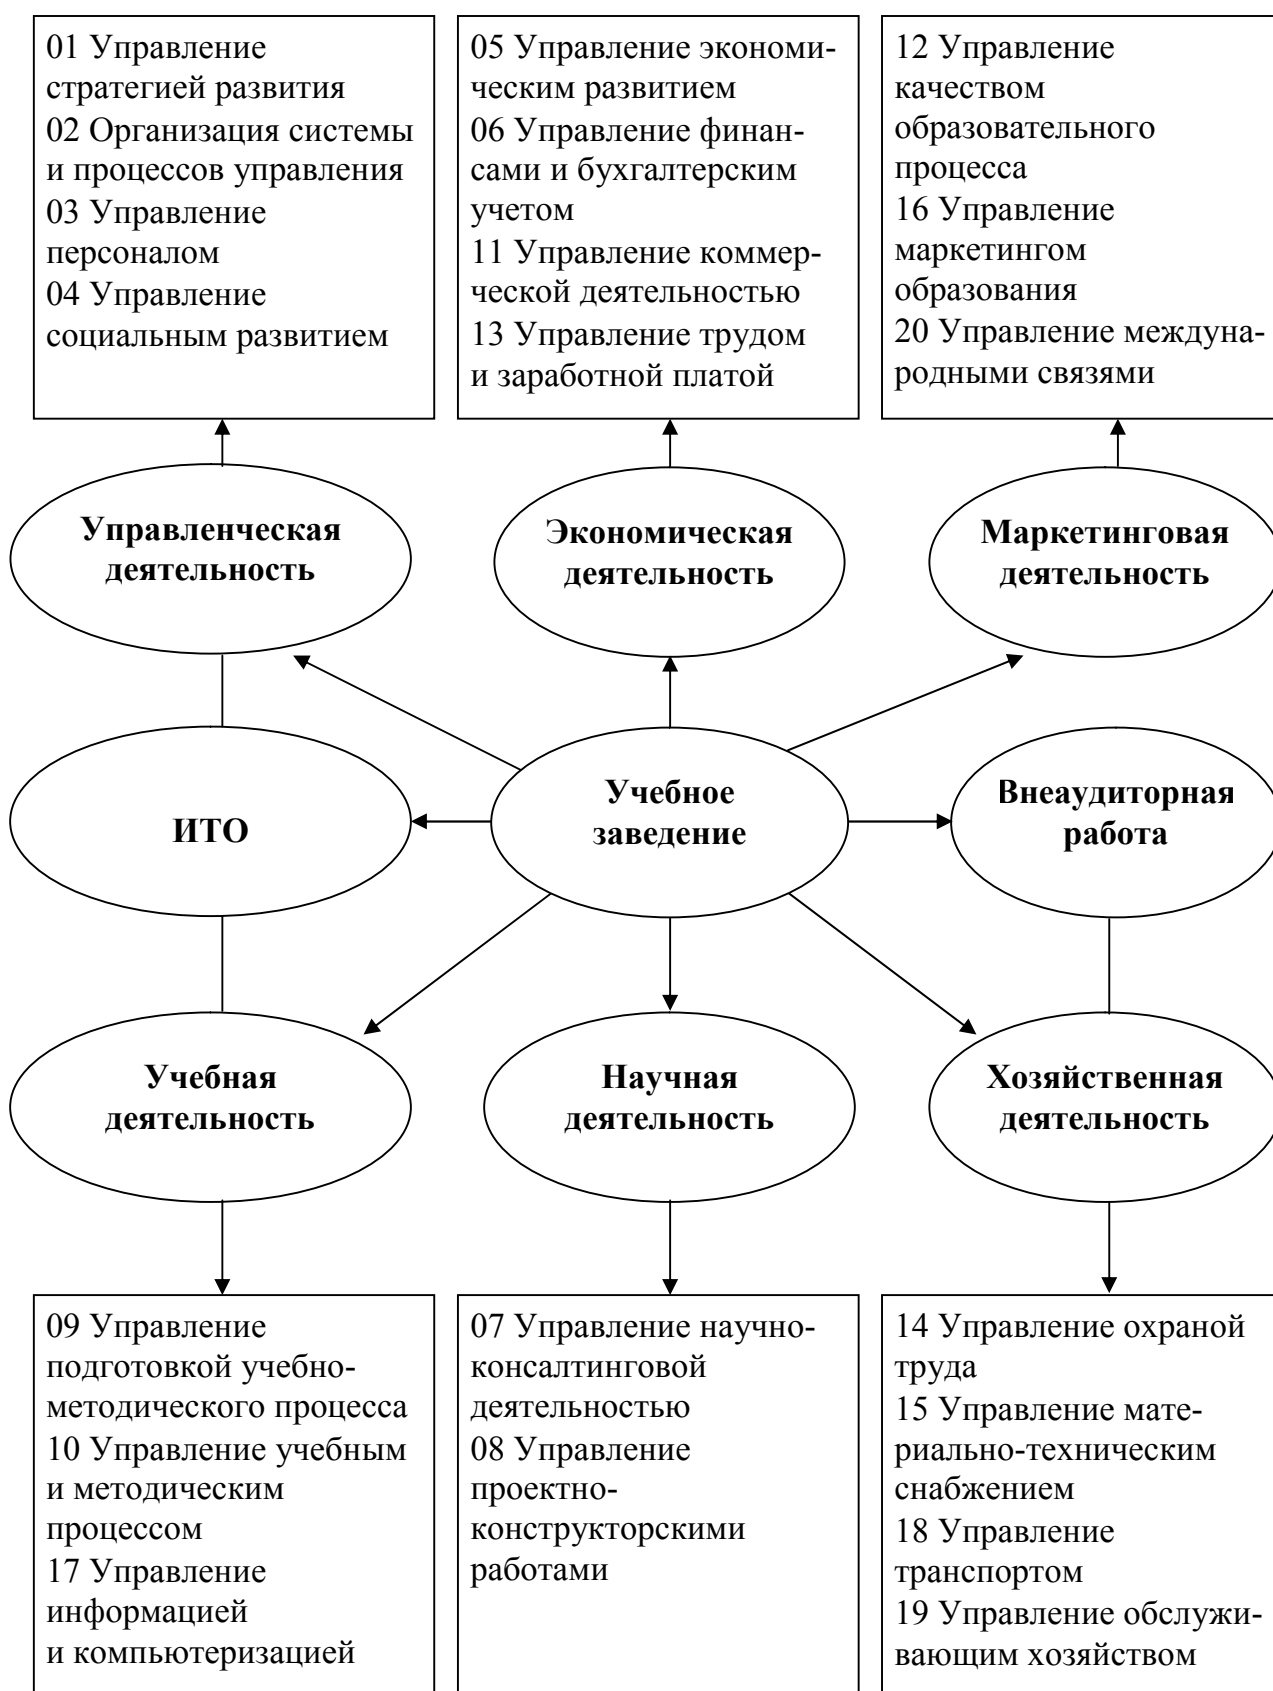 01 Управление
стратегией развития
02 Организация системы
и процессов управления
03 Управление
персоналом
04 Управление
социальным развитием
05 Управление экономи-
ческим развитием
06 Управление финан-
сами и бухгалтерским
учетом
11 Управление коммер-
ческой деятельностью
13 Управление трудом
и заработной платой
12 Управление
качеством
образовательного
процесса
16 Управление
маркетингом
образования
20 Управление междуна-
родными связями
Управленческая
деятельность
Экономическая
деятельность
Маркетинговая
деятельность
ИТО
Учебное
заведение
Внеаудиторная
работа
Учебная
деятельность
Научная
деятельность
Хозяйственная
деятельность
09 Управление
подготовкой учебно-
методического процесса
10 Управление учебным
и методическим
процессом
17 Управление
информацией
и компьютеризацией
07 Управление научно-
консалтинговой
деятельностью
08 Управление
проектно-
конструкторскими
работами
14 Управление охраной
труда
15 Управление мате-
риально-техническим
снабжением
18 Управление
транспортом
19 Управление обслужи-
вающим хозяйством